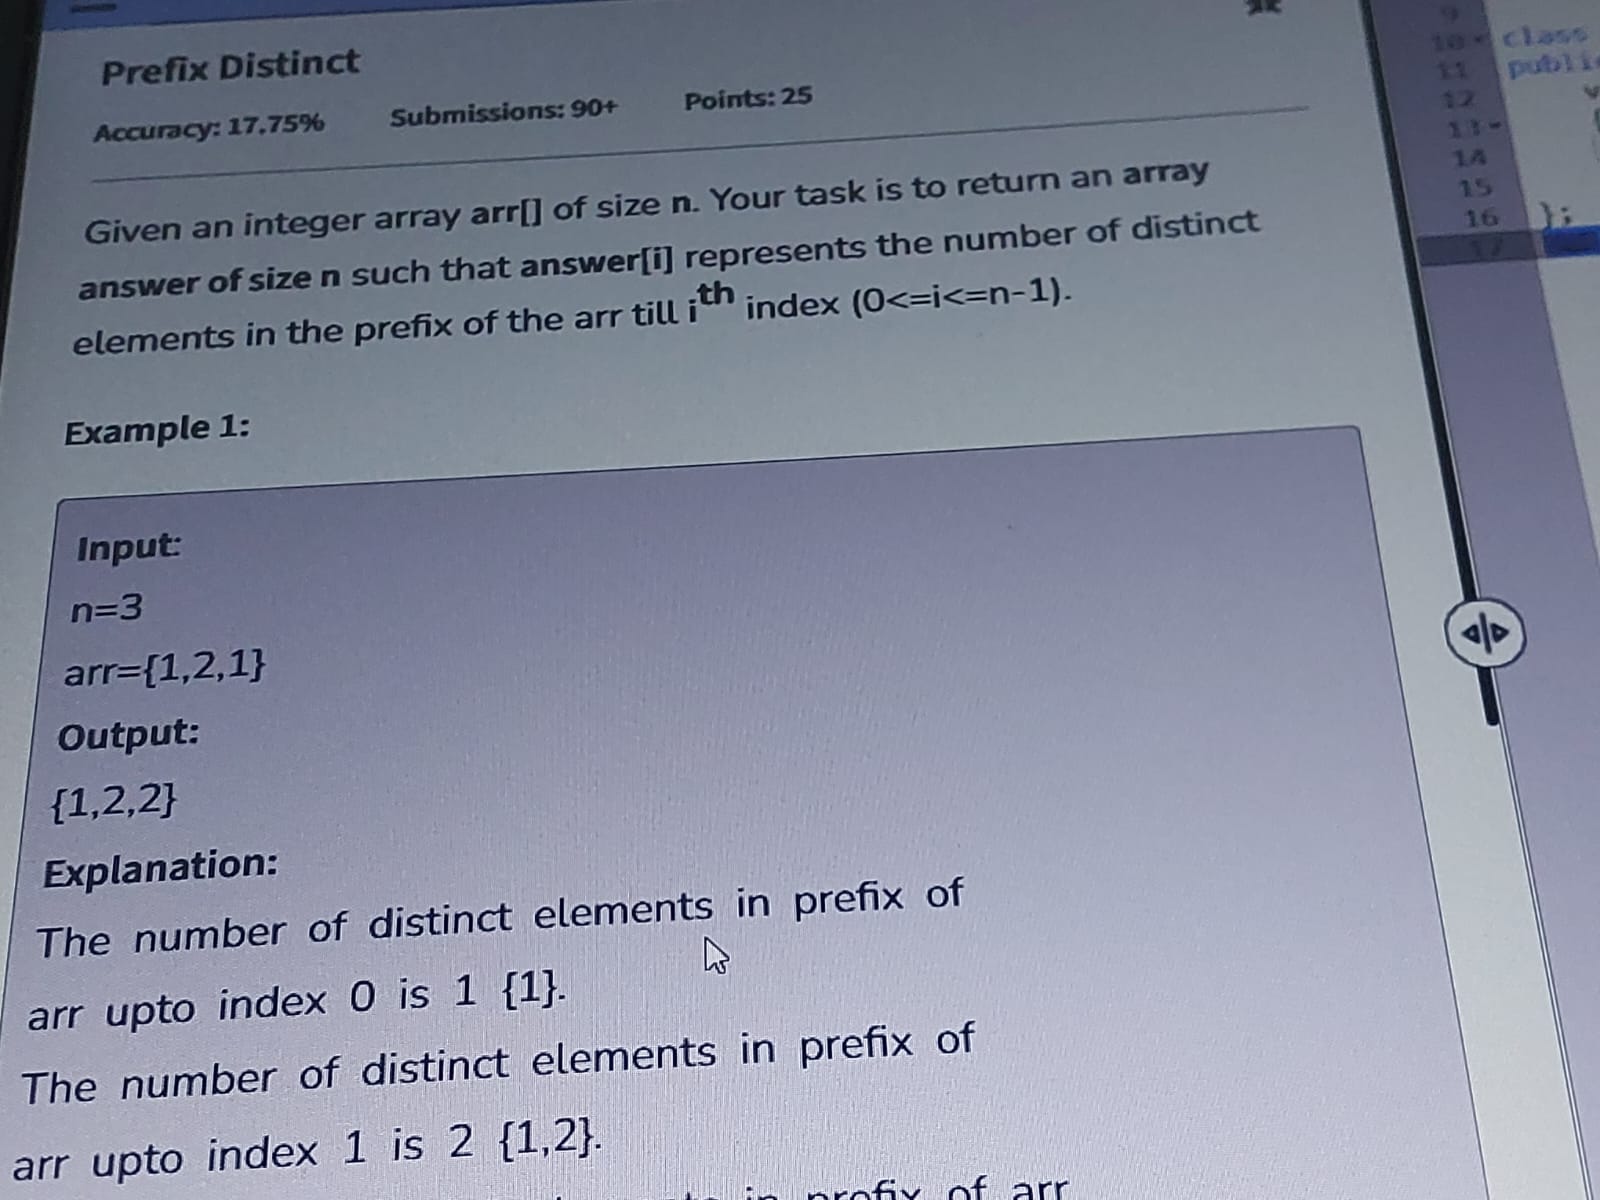 Prefix Distinct
Accuracy: 17.75% Submissions: 90+ Points: 25
Given an integer array arr[] of size n. Your task is to return an array
answer of size n such that answer[i] represents the number of distinct
elements in the prefix of the arr till ith index (0<=i<=n-1).
Example 1:
Input:
n=3
arr={1,2,1}
Output:
{1,2,2}
Explanation:
The number of distinct elements in prefix of
arr upto index 0 is 1 {1}.
The number of distinct elements in prefix of
arr upto index 1 is 2 {1,2}.
in prefix of arr
9
10 class
11
12
13
14
15
16 };
17